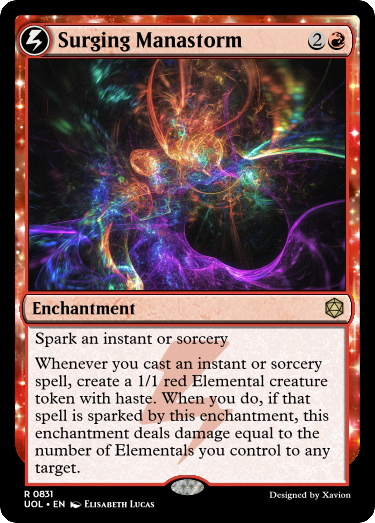 Surging Manastorm 2
Enchantment
Spark an instant or sorcery
Whenever you cast an instant or sorcery
spell, create a 1/1 red Elemental creature
token with haste. When you do, if that
spell is sparked by this enchantment, this
enchantment deals damage equal to the
number of Elementals you control to any
target.
R 0831
UOL • EN Elisabeth Lucas
Designed by Xavion